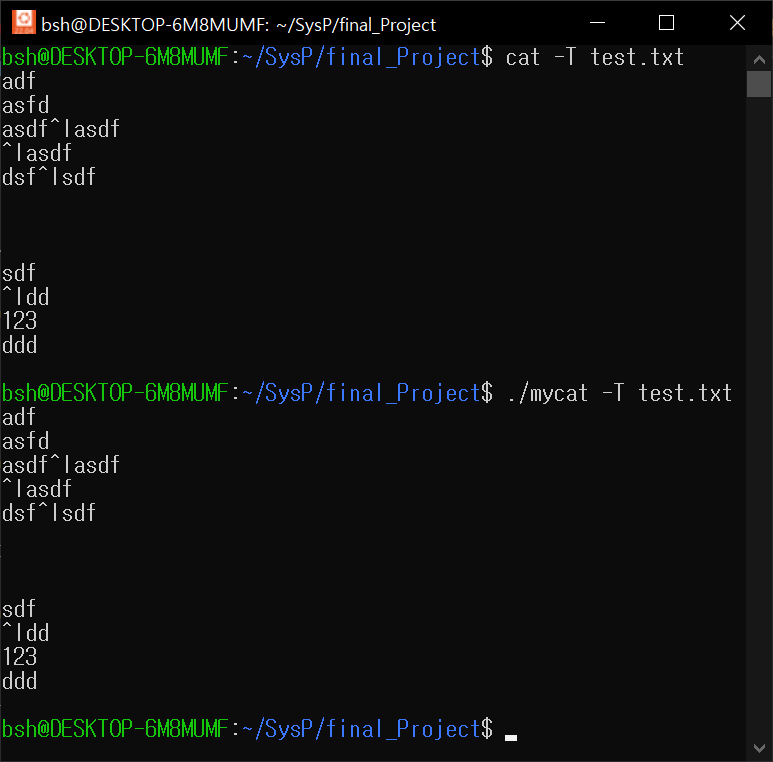 bsh@DESKTOP-6M8MUMF: ~/SysP/final_Project
bsh@DESKTOP-6M8MUMF:~/SysP/final_Project$ cat -T test.txt
adf
asfd
asdf^Iasdf
^Iasdf
dsf^Isdf
sdf
^Idd
123
ddd
bsh@DESKTOP-6M8MUMF:~/SysP/final_Project$ ./mycat -T test.txt
adf
asfd
asdf^Iasdf
^Iasdf
dsf^Isdf
sdf
^Idd
123
ddd
bsh@DESKTOP-6M8MUMF:~/SysP/final_Project$